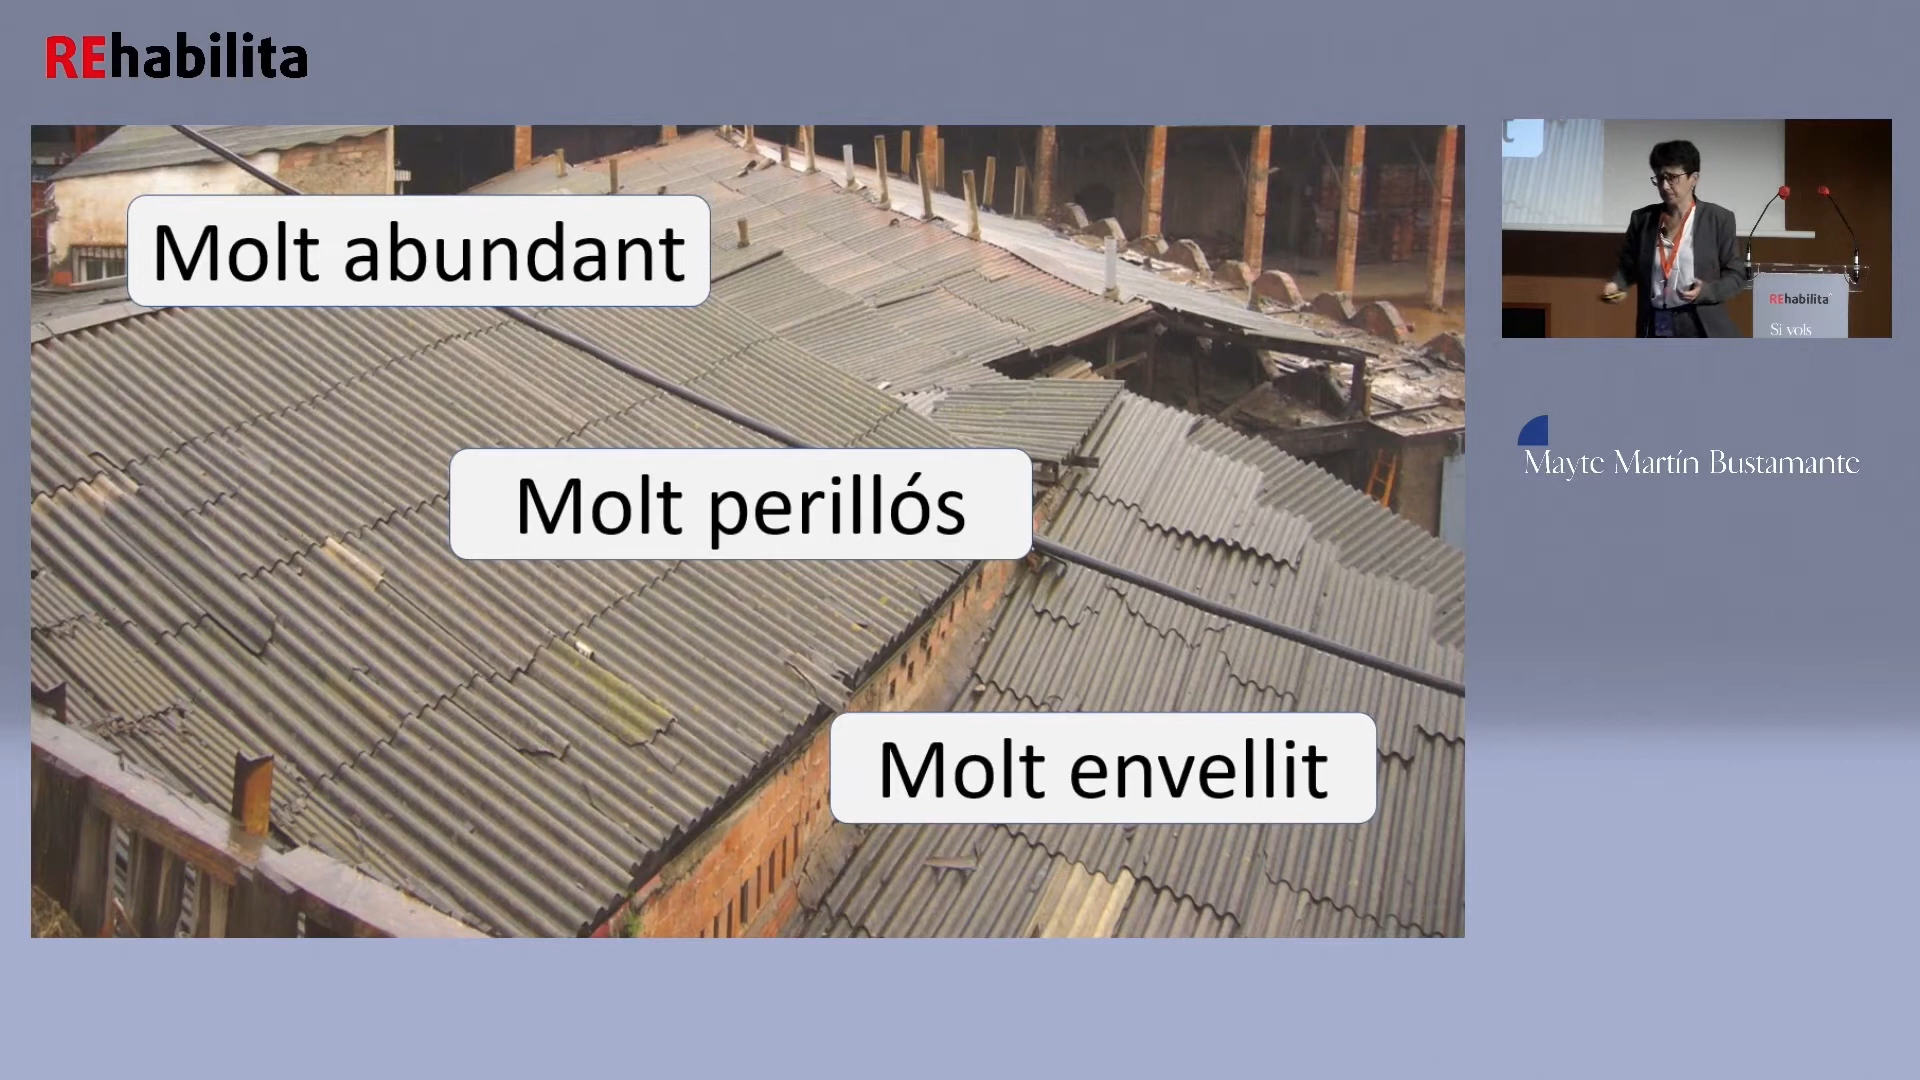 REhabilita
Molt abundant
Molt perillós
Molt envellit
REhabilita
Si vols
Mayte Martín Bustamante